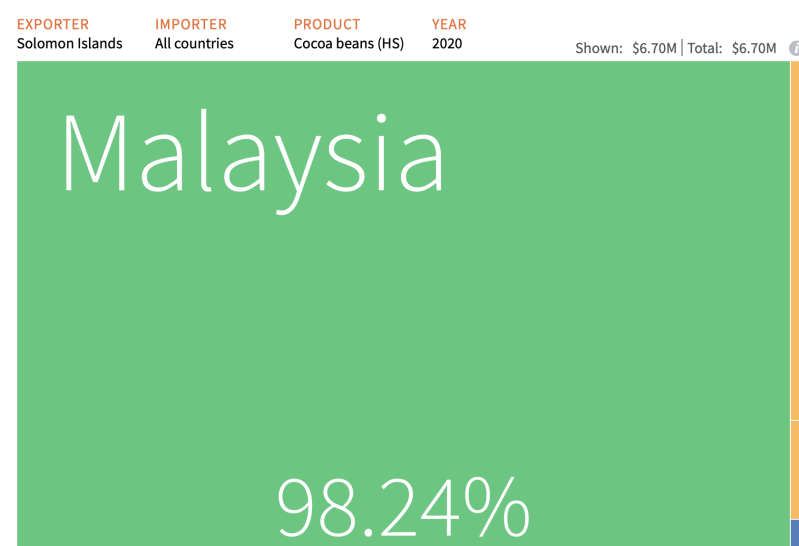 EXPORTER IMPORTER PRODUCT YEAR
Solomon Islands All countries Cocoa beans (HS) 2020
Shown: $6.70M | Total: $6.70M i
Malaysia
98.24%